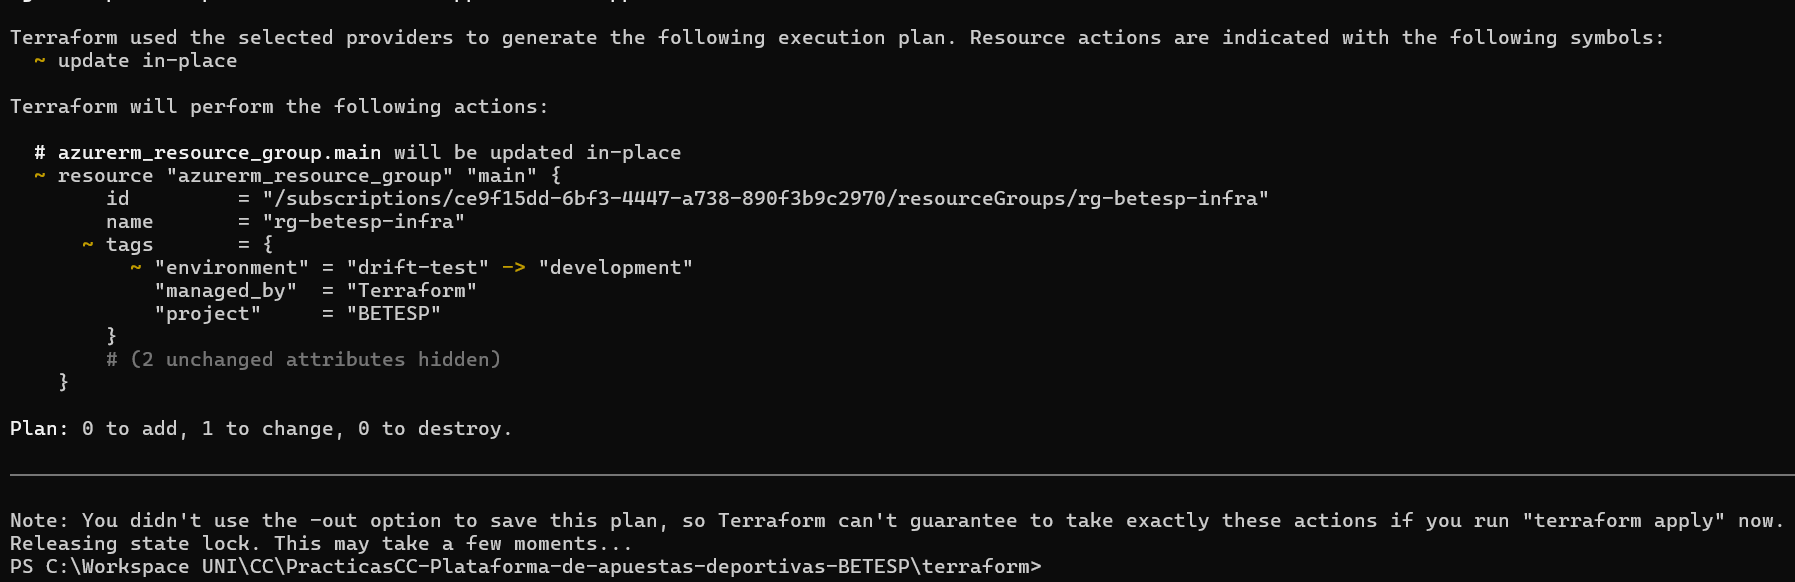 Terraform used the selected providers to generate the following execution plan. Resource actions are indicated with the following symbols:
  ~ update in-place

Terraform will perform the following actions:

  # azurerm_resource_group.main will be updated in-place
  ~ resource "azurerm_resource_group" "main" {
        id         = "/subscriptions/ce9f15dd-6bf3-4447-a738-890f3b9c2970/resourceGroups/rg-betesp-infra"
        name       = "rg-betesp-infra"
      ~ tags       = {
          ~ "environment" = "drift-test" -> "development"
            "managed_by"  = "Terraform"
            "project"     = "BETESP"
        }
        # (2 unchanged attributes hidden)
    }

Plan: 0 to add, 1 to change, 0 to destroy.

Note: You didn't use the -out option to save this plan, so Terraform can't guarantee to take exactly these actions if you run "terraform apply" now.
Releasing state lock. This may take a few moments...
PS C:\Workspace UNI\CC\PracticasCC-Plataforma-de-apuestas-deportivas-BETESP\terraform>